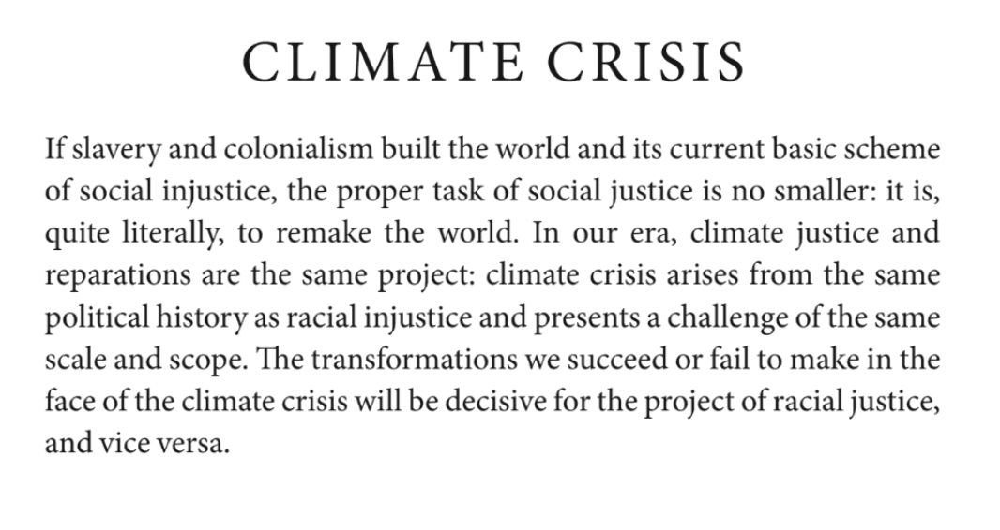 CLIMATE CRISIS
If slavery and colonialism built the world and its current basic scheme
of social injustice, the proper task of social justice is no smaller: it is,
quite literally, to remake the world. In our era, climate justice and
reparations are the same project: climate crisis arises from the same
political history as racial injustice and presents a challenge of the same
scale and scope. The transformations we succeed or fail to make in the
face of the climate crisis will be decisive for the project of racial justice,
and vice versa.